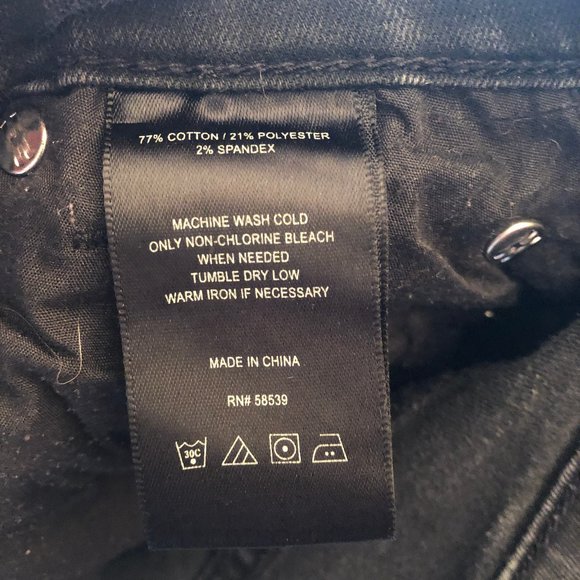 77% COTTON / 21% POLYESTER
2% SPANDEX
MACHINE WASH COLD
ONLY NON-CHLORINE BLEACH
WHEN NEEDED
TUMBLE DRY LOW
WARM IRON IF NECESSARY
MADE IN CHINA
RN# 58539
30C